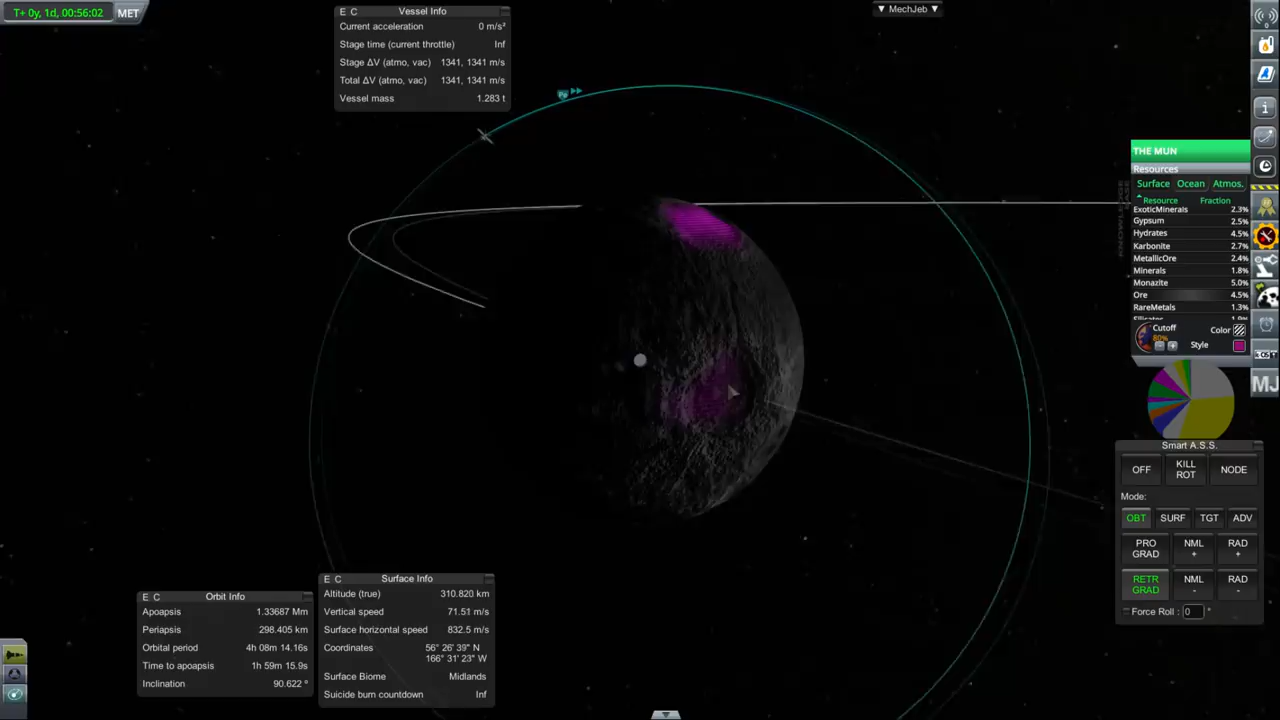 T+ 0y, 1d, 00:56:02 MET
E C Vessel Info
Current acceleration 0 m/s²
Stage time (current throttle) Inf
Stage ΔV (atmo, vac) 1341, 1341 m/s
Total ΔV (atmo, vac) 1341, 1341 m/s
Vessel mass 1.283 t
▼ MechJeb ▼
THE MUN
Resources
Surface Ocean Atmos.
Resource Fraction
ExoticMinerals 2.3%
Gypsum 2.5%
Hydrates 4.5%
Karbonite 2.7%
MetallicOre 2.4%
Minerals 1.8%
Monazite 5.0%
Ore 4.5%
RareMetals 1.3%
Silicates 1.9%
Cutoff Color
80%
Style
MJ
Smart A.S.S.
OFF KILL ROT NODE
Mode:
OBT SURF TGT ADV
PRO GRAD NML + RAD +
RETR GRAD NML - RAD -
Force Roll : 0 °
E C Orbit Info
Apoapsis 1.33687 Mm
Periapsis 298.405 km
Orbital period 4h 08m 14.16s
Time to apoapsis 1h 59m 15.9s
Inclination 90.622 °
E C Surface Info
Altitude (true) 310.820 km
Vertical speed 71.51 m/s
Surface horizontal speed 832.5 m/s
Coordinates 56° 26' 39" N
166° 31' 23" W
Surface Biome Midlands
Suicide burn countdown Inf